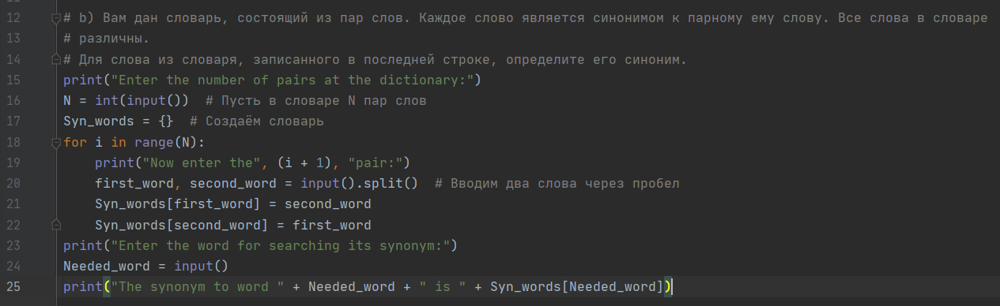 12 # b) Вам дан словарь, состоящий из пар слов. Каждое слово является синонимом к парному ему слову. Все слова в словаре
13 # различны.
14 # Для слова из словаря, записанного в последней строке, определите его синоним.
15 print("Enter the number of pairs at the dictionary:")
16 N = int(input())  # Пусть в словаре N пар слов
17 Syn_words = {}  # Создаём словарь
18 for i in range(N):
19     print("Now enter the", (i + 1), "pair:")
20     first_word, second_word = input().split()  # Вводим два слова через пробел
21     Syn_words[first_word] = second_word
22     Syn_words[second_word] = first_word
23 print("Enter the word for searching its synonym:")
24 Needed_word = input()
25 print("The synonym to word " + Needed_word + " is " + Syn_words[Needed_word])